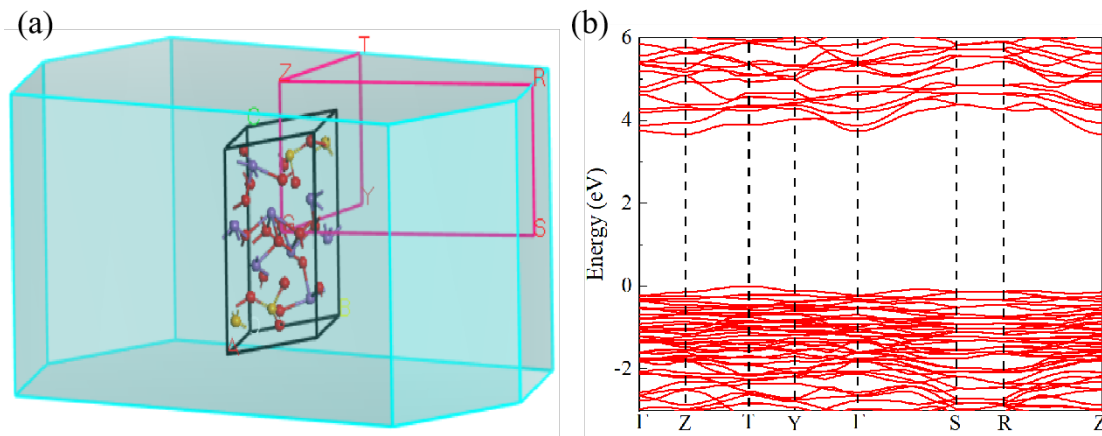 (a)
T
Z
R
Y
G
S
A
B
(b)
6
4
2
0
-2
Energy (eV)
Γ Z T Y Γ S R Z